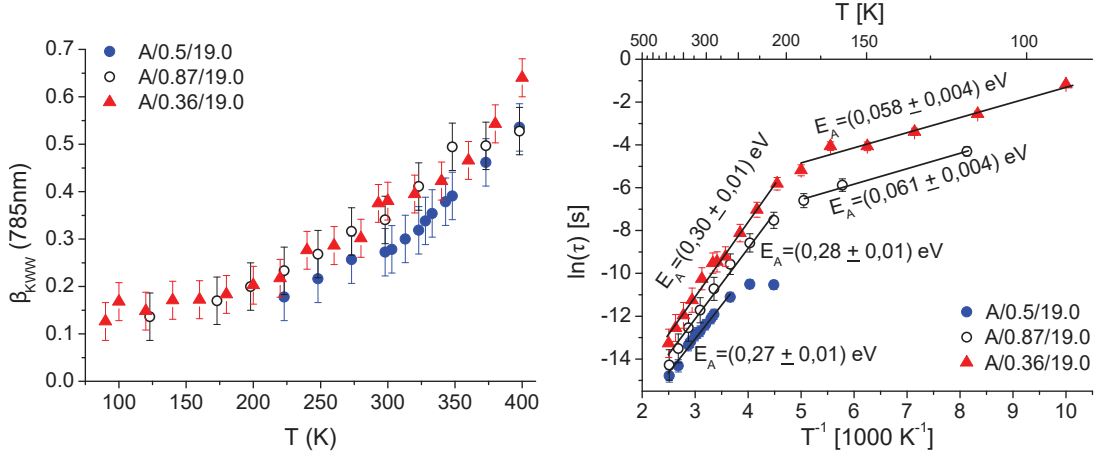 0.7
0.6
0.5
0.4
0.3
0.2
0.1
0.0
β_KWW (785nm)
A/0.5/19.0
A/0.87/19.0
A/0.36/19.0
100 150 200 250 300 350 400
T (K)
T [K]
500 300 200 150 100
0
-2
-4
-6
-8
-10
-12
-14
ln(τ) [s]
E_A=(0,058 ± 0,004) eV
E_A=(0,061 ± 0,004) eV
E_A=(0,30 ± 0,01) eV
E_A=(0,28 ± 0,01) eV
E_A=(0,27 ± 0,01) eV
A/0.5/19.0
A/0.87/19.0
A/0.36/19.0
2 3 4 5 6 7 8 9 10
T⁻¹ [1000 K⁻¹]